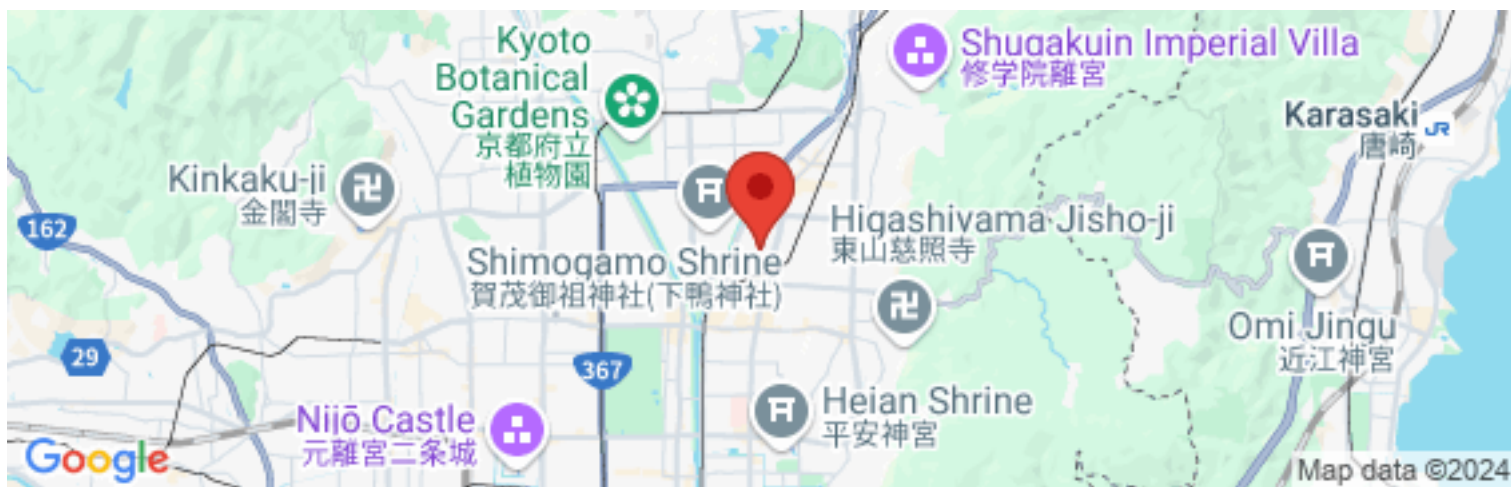 Kyoto
Botanical
Gardens
京都府立
植物園
Shugakuin Imperial Villa
修学院離宮
Karasaki
JR
唐崎
Kinkaku-ji
金閣寺
162
Higashiyama Jisho-ji
東山慈照寺
Shimogamo Shrine
賀茂御祖神社(下鴨神社)
Omi Jingu
近江神宮
29
367
Heian Shrine
平安神宮
Nijō Castle
元離宮二条城
Google
Map data ©2024